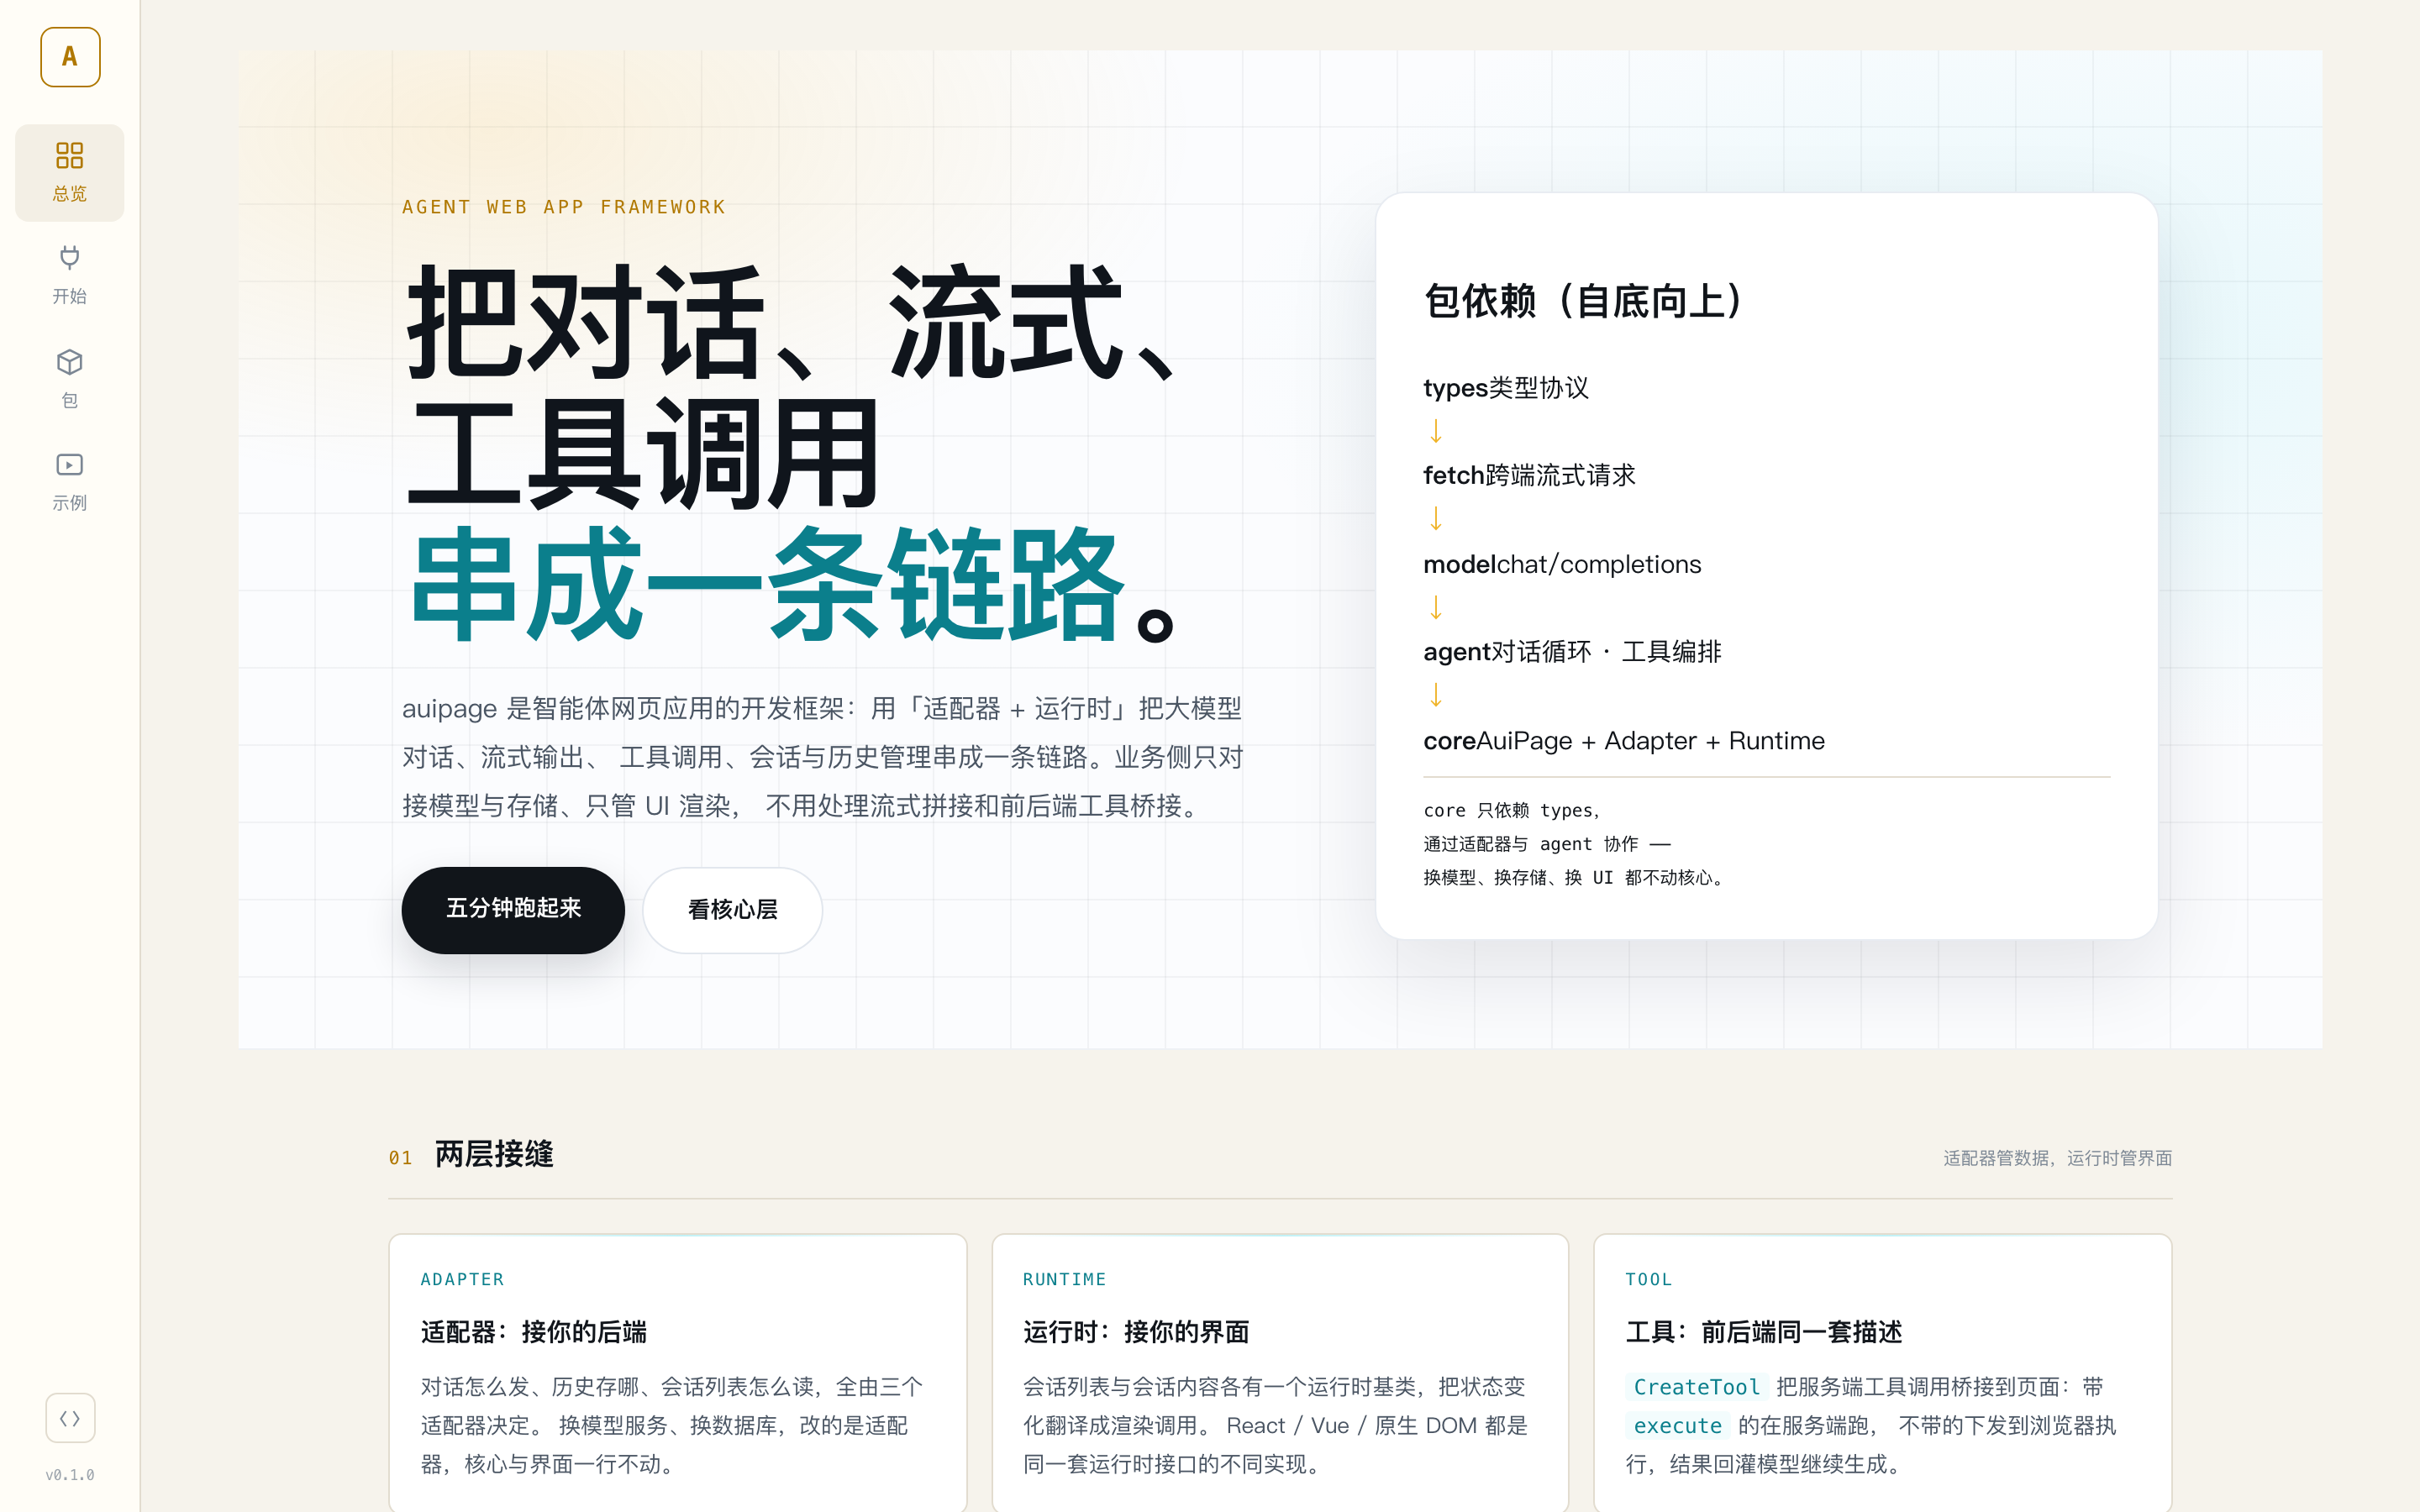 A
总览
开始
包
示例
v0.1.0
AGENT WEB APP FRAMEWORK
把对话、流式、
工具调用
串成一条链路。
auipage 是智能体网页应用的开发框架：用「适配器 + 运行时」把大模型
对话、流式输出、 工具调用、会话与历史管理串成一条链路。业务侧只对
接模型与存储、只管 UI 渲染， 不用处理流式拼接和前后端工具桥接。
五分钟跑起来
看核心层
包依赖（自底向上）
types类型协议
↓
fetch跨端流式请求
↓
modelchat/completions
↓
agent对话循环 · 工具编排
↓
coreAuiPage + Adapter + Runtime
core 只依赖 types，
通过适配器与 agent 协作 ——
换模型、换存储、换 UI 都不动核心。
01 两层接缝
适配器管数据，运行时管界面
ADAPTER
适配器：接你的后端
对话怎么发、历史存哪、会话列表怎么读，全由三个
适配器决定。 换模型服务、换数据库，改的是适配
器，核心与界面一行不动。
RUNTIME
运行时：接你的界面
会话列表与会话内容各有一个运行时基类，把状态变
化翻译成渲染调用。 React / Vue / 原生 DOM 都是
同一套运行时接口的不同实现。
TOOL
工具：前后端同一套描述
CreateTool 把服务端工具调用桥接到页面：带
execute 的在服务端跑， 不带的下发到浏览器执
行，结果回灌模型继续生成。